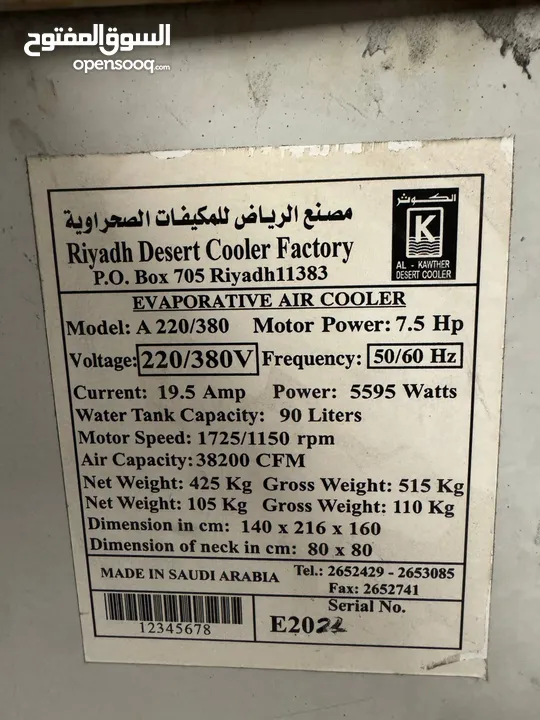 السوق المفتوح
opensooq.com
مصنع الرياض للمكيفات الصحراوية
Riyadh Desert Cooler Factory
P.O. Box 705 Riyadh11383
الكوثر
K
AL - KAWTHER
DESERT COOLER
EVAPORATIVE AIR COOLER
Model: A 220/380 Motor Power: 7.5 Hp
Voltage: 220/380V Frequency: 50/60 Hz
Current: 19.5 Amp Power: 5595 Watts
Water Tank Capacity: 90 Liters
Motor Speed: 1725/1150 rpm
Air Capacity: 38200 CFM
Net Weight: 425 Kg Gross Weight: 515 Kg
Net Weight: 105 Kg Gross Weight: 110 Kg
Dimension in cm: 140 x 216 x 160
Dimension of neck in cm: 80 x 80
MADE IN SAUDI ARABIA Tel.: 2652429 - 2653085
Fax: 2652741
Serial No.
12345678
E2022